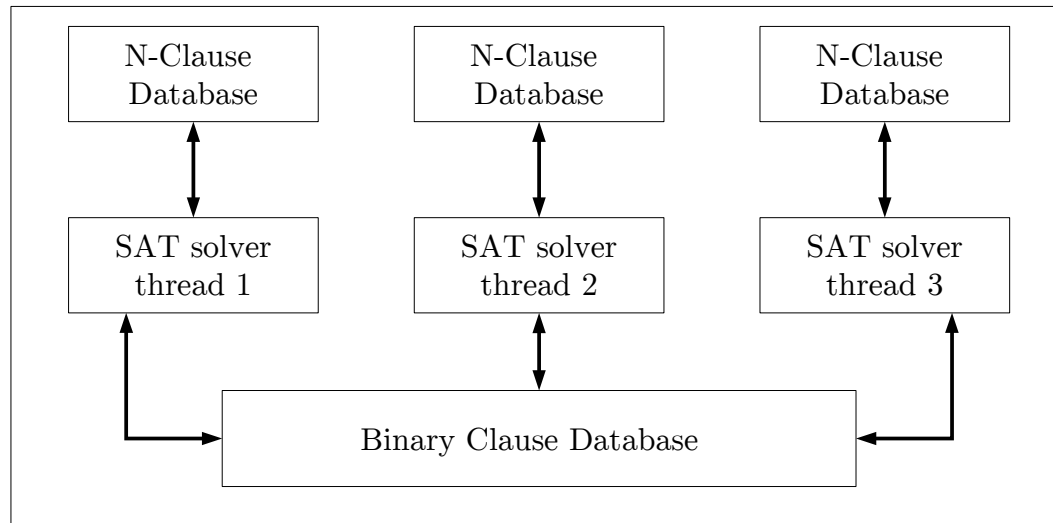 N-Clause
Database
N-Clause
Database
N-Clause
Database
SAT solver
thread 1
SAT solver
thread 2
SAT solver
thread 3
Binary Clause Database